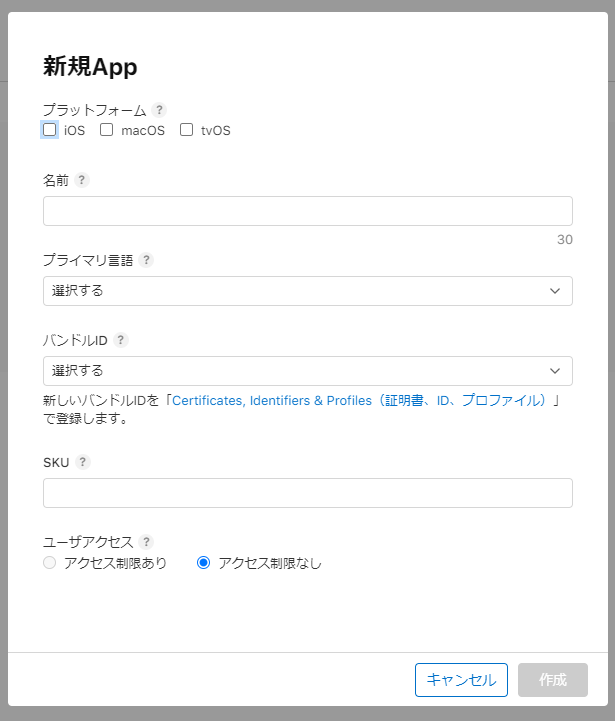 新規App
プラットフォーム ?
iOS macOS tvOS
名前 ?
30
プライマリ言語 ?
選択する
バンドルID ?
選択する
新しいバンドルIDを「Certificates, Identifiers & Profiles（証明書、ID、プロファイル）」
で登録します。
SKU ?
ユーザアクセス ?
アクセス制限あり アクセス制限なし
キャンセル 作成